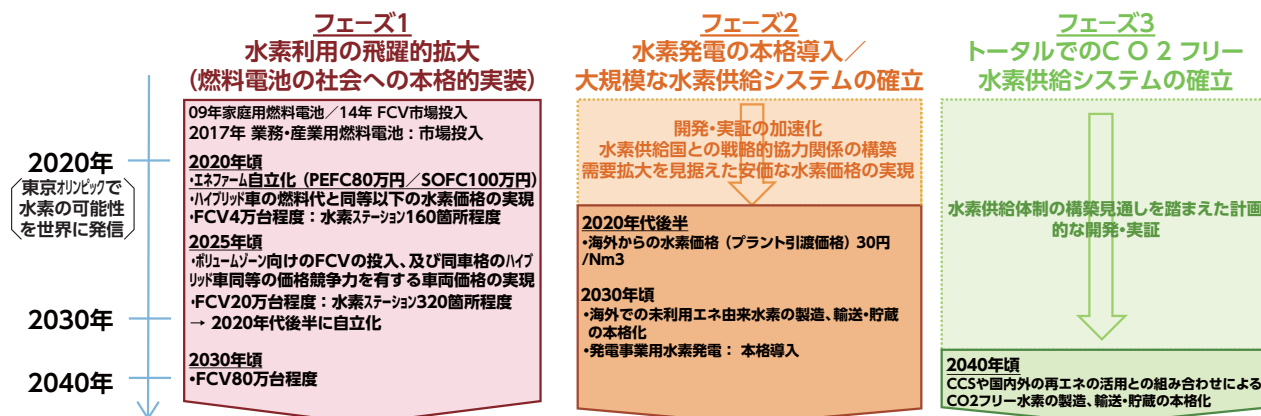 フェーズ1
水素利用の飛躍的拡大
（燃料電池の社会への本格的実装）
フェーズ2
水素発電の本格導入／
大規模な水素供給システムの確立
フェーズ3
トータルでのCO2フリー
水素供給システムの確立
2020年
東京オリンピックで
水素の可能性
を世界に発信
2030年
2040年
09年家庭用燃料電池／14年 FCV市場投入
2017年 業務・産業用燃料電池：市場投入
2020年頃
・エネファーム自立化（PEFC80万円／SOFC100万円）
・ハイブリッド車の燃料代と同等以下の水素価格の実現
・FCV4万台程度：水素ステーション160箇所程度
2025年頃
・ボリュームゾーン向けのFCVの投入、及び同車格のハイブ
リッド車同等の価格競争力を有する車両価格の実現
・FCV20万台程度：水素ステーション320箇所程度
→ 2020年代後半に自立化
2030年頃
・FCV80万台程度
開発・実証の加速化
水素供給国との戦略的協力関係の構築
需要拡大を見据えた安価な水素価格の実現
2020年代後半
・海外からの水素価格（プラント引渡価格）30円
/Nm3
2030年頃
・海外での未利用エネ由来水素の製造、輸送・貯蔵
の本格化
・発電事業用水素発電： 本格導入
水素供給体制の構築見通しを踏まえた計画
的な開発・実証
2040年頃
CCSや国内外の再エネの活用との組み合わせによる
CO2フリー水素の製造、輸送・貯蔵の本格化